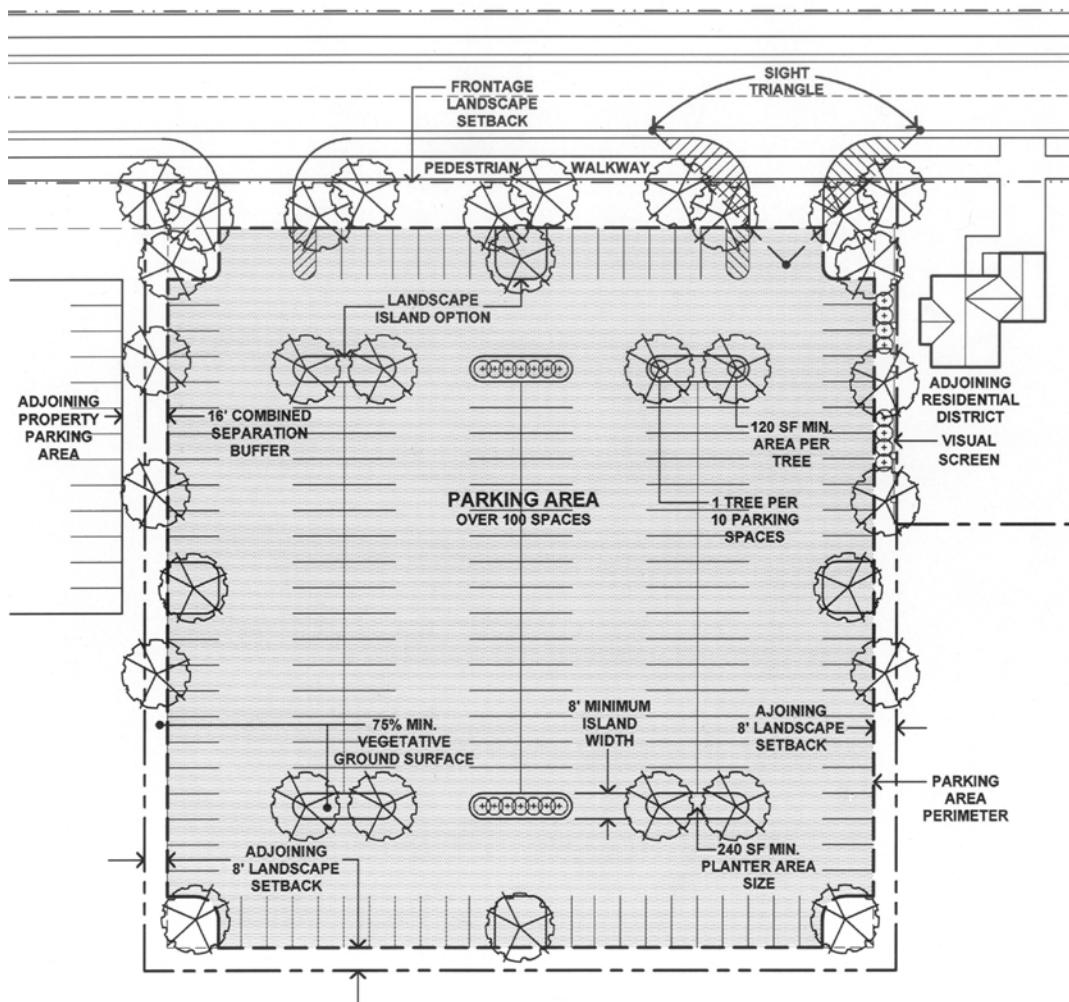 SIGHT
TRIANGLE
FRONTAGE
LANDSCAPE
SETBACK
PEDESTRIAN WALKWAY
LANDSCAPE
ISLAND OPTION
ADJOINING
PROPERTY
PARKING
AREA
16' COMBINED
SEPARATION
BUFFER
ADJOINING
RESIDENTIAL
DISTRICT
120 SF MIN.
AREA PER
TREE
VISUAL
SCREEN
PARKING AREA
OVER 100 SPACES
1 TREE PER
10 PARKING
SPACES
75% MIN.
VEGETATIVE
GROUND SURFACE
8' MINIMUM
ISLAND
WIDTH
AJOINING
8' LANDSCAPE
SETBACK
PARKING
AREA
PERIMETER
ADJOINING
8' LANDSCAPE
SETBACK
240 SF MIN.
PLANTER AREA
SIZE